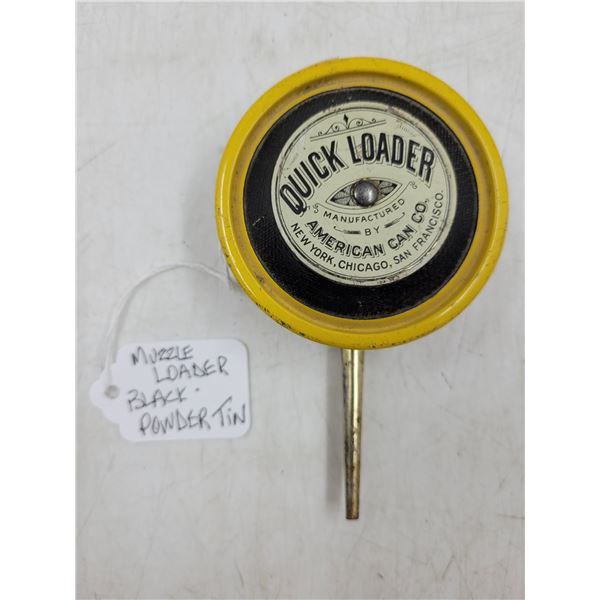 QUICK LOADER
MANUFACTURED
BY
AMERICAN CAN CO.
NEW YORK, CHICAGO, SAN FRANCISCO.
MUZZLE
LOADER
BLACK-
POWDER TIN